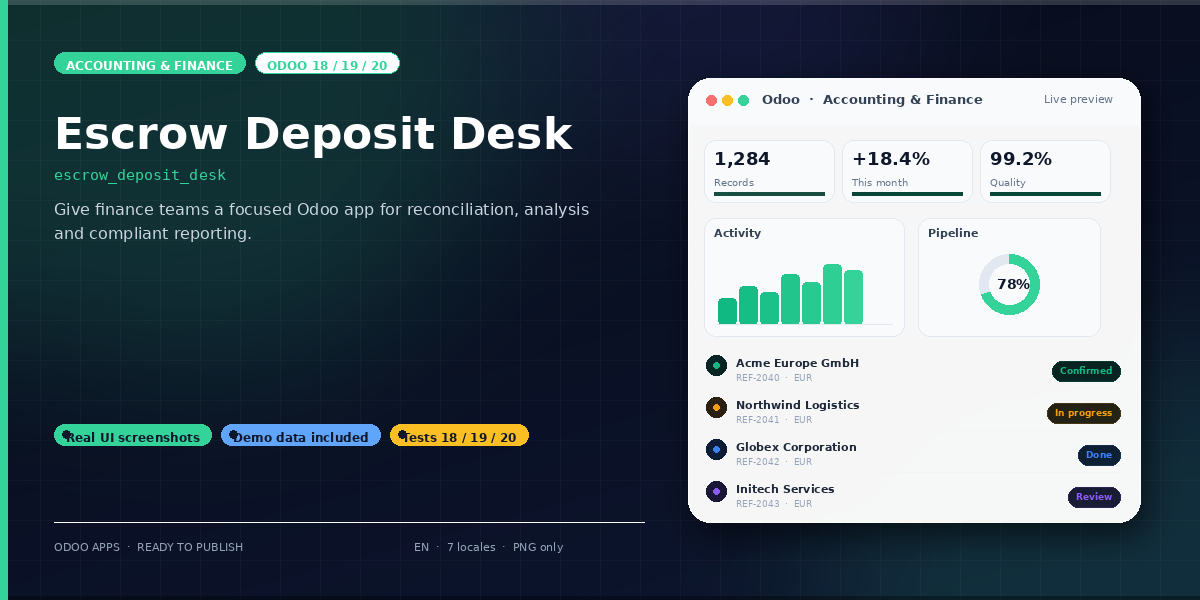 ACCOUNTING & FINANCE
ODOO 18 / 19 / 20
Escrow Deposit Desk
escrow_deposit_desk
Give finance teams a focused Odoo app for reconciliation, analysis
and compliant reporting.
Real UI screenshots
Demo data included
Tests 18 / 19 / 20
ODOO APPS · READY TO PUBLISH
EN · 7 locales · PNG only
Odoo · Accounting & Finance
Live preview
1,284
Records
+18.4%
This month
99.2%
Quality
Activity
Pipeline
78%
Acme Europe GmbH
REF-2040 · EUR
Confirmed
Northwind Logistics
REF-2041 · EUR
In progress
Globex Corporation
REF-2042 · EUR
Done
Initech Services
REF-2043 · EUR
Review